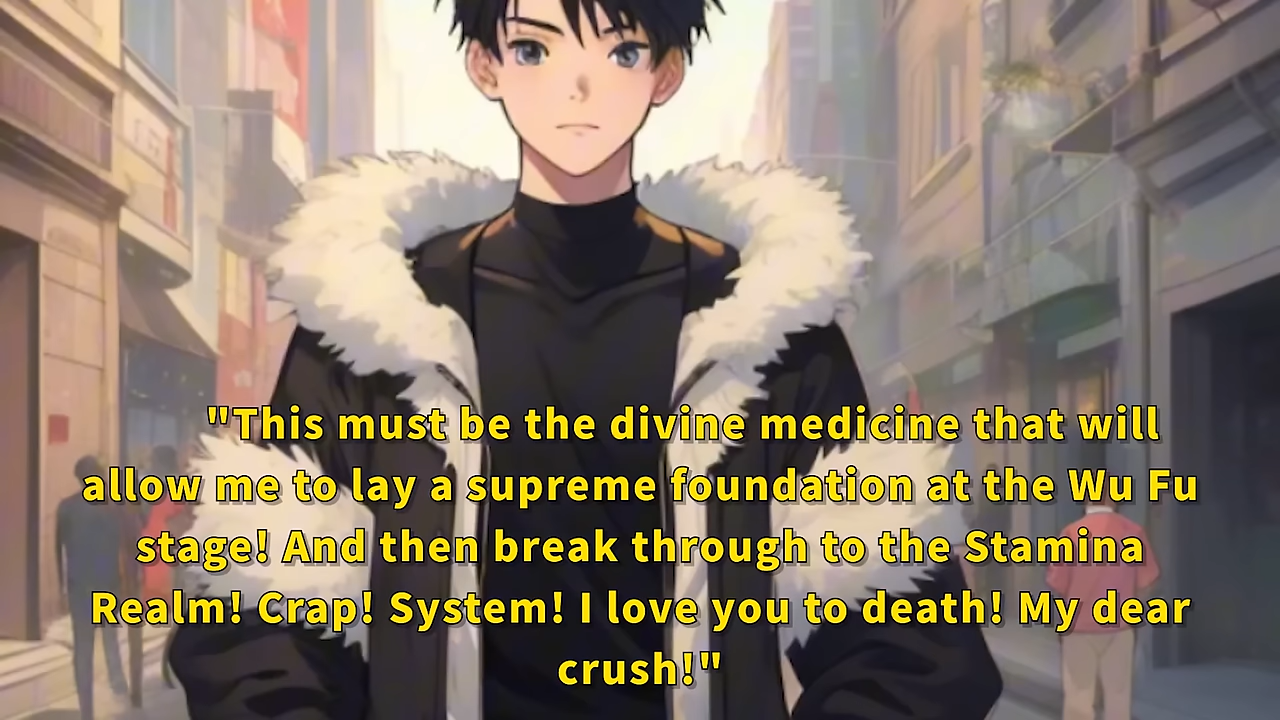 "This must be the divine medicine that will
allow me to lay a supreme foundation at the Wu Fu
stage! And then break through to the Stamina
Realm! Crap! System! I love you to death! My dear
crush!"